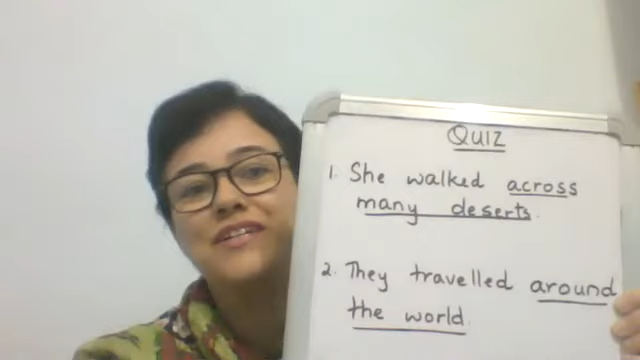 QUIZ
1. She walked across
many deserts.
2. They travelled around
the world.